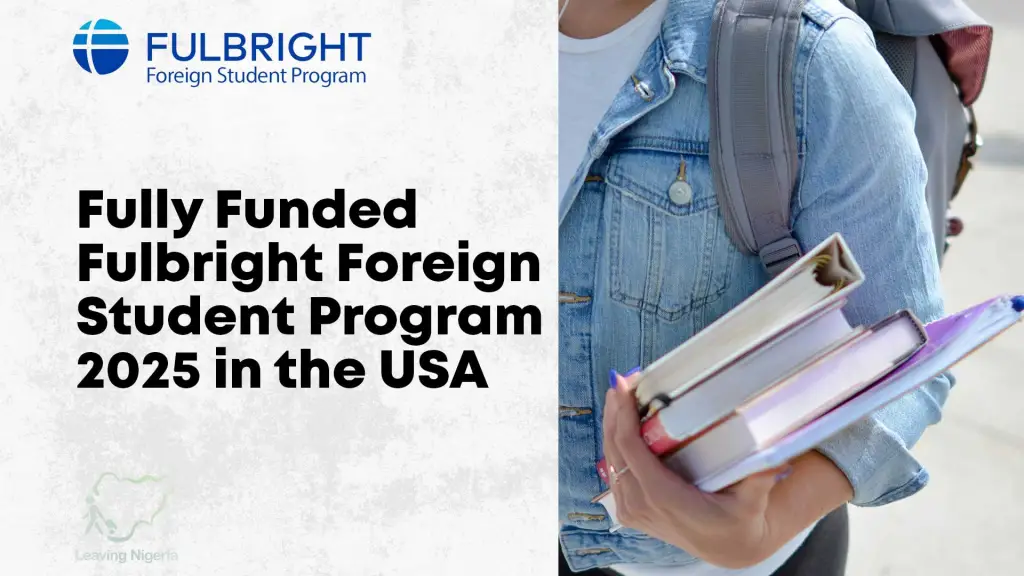 FULBRIGHT
Foreign Student Program
Fully Funded
Fulbright Foreign
Student Program
2025 in the USA
Leaving Nigeria